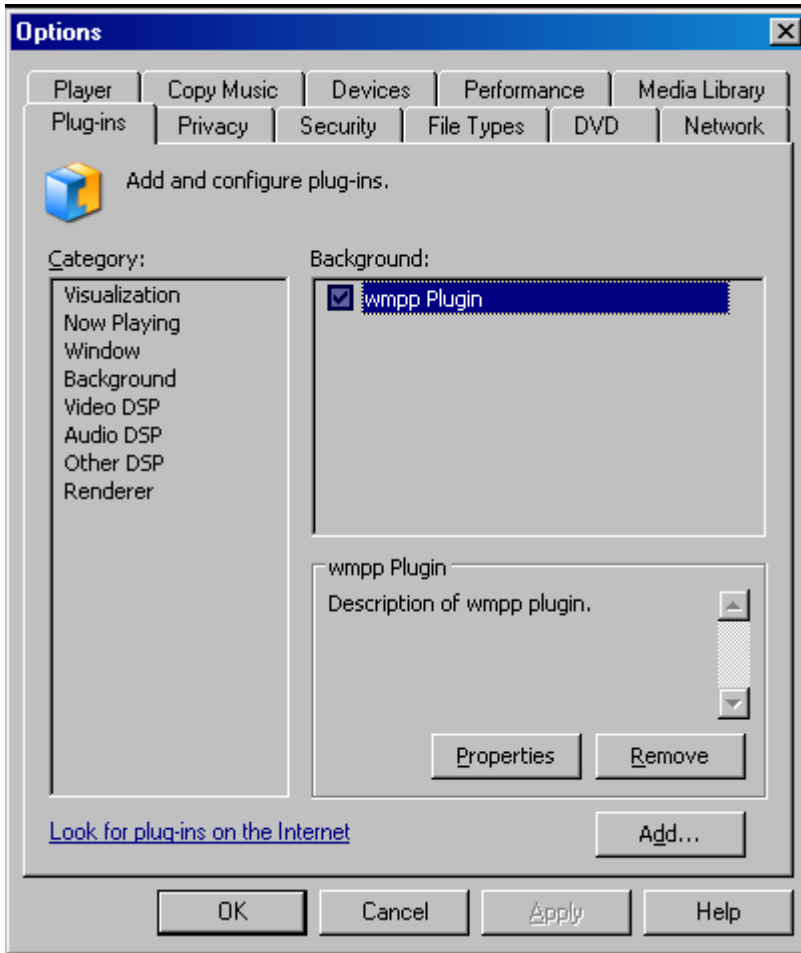 Options
Player Copy Music Devices Performance Media Library
Plug-ins Privacy Security File Types DVD Network
Add and configure plug-ins.
Category:
Visualization
Now Playing
Window
Background
Video DSP
Audio DSP
Other DSP
Renderer
Background:
wmpp Plugin
wmpp Plugin
Description of wmpp plugin.
Properties Remove
Look for plug-ins on the Internet
Add...
OK Cancel Apply Help